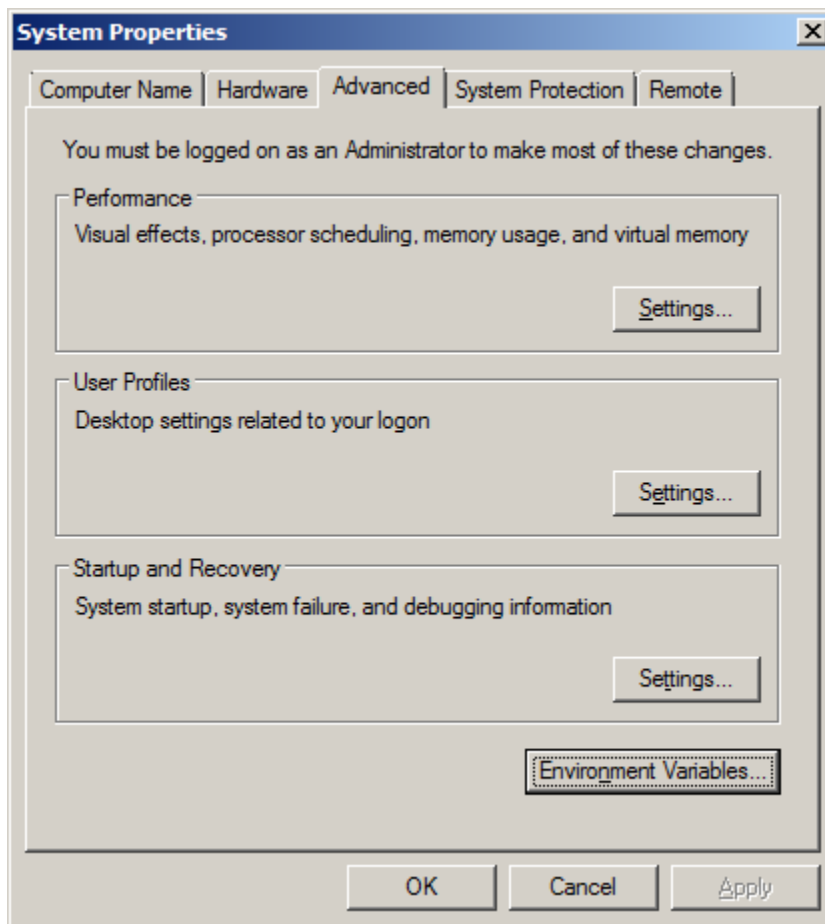 System Properties
Computer Name
Hardware
Advanced
System Protection
Remote
You must be logged on as an Administrator to make most of these changes.
Performance
Visual effects, processor scheduling, memory usage, and virtual memory
Settings...
User Profiles
Desktop settings related to your logon
Settings...
Startup and Recovery
System startup, system failure, and debugging information
Settings...
Environment Variables...
OK
Cancel
Apply